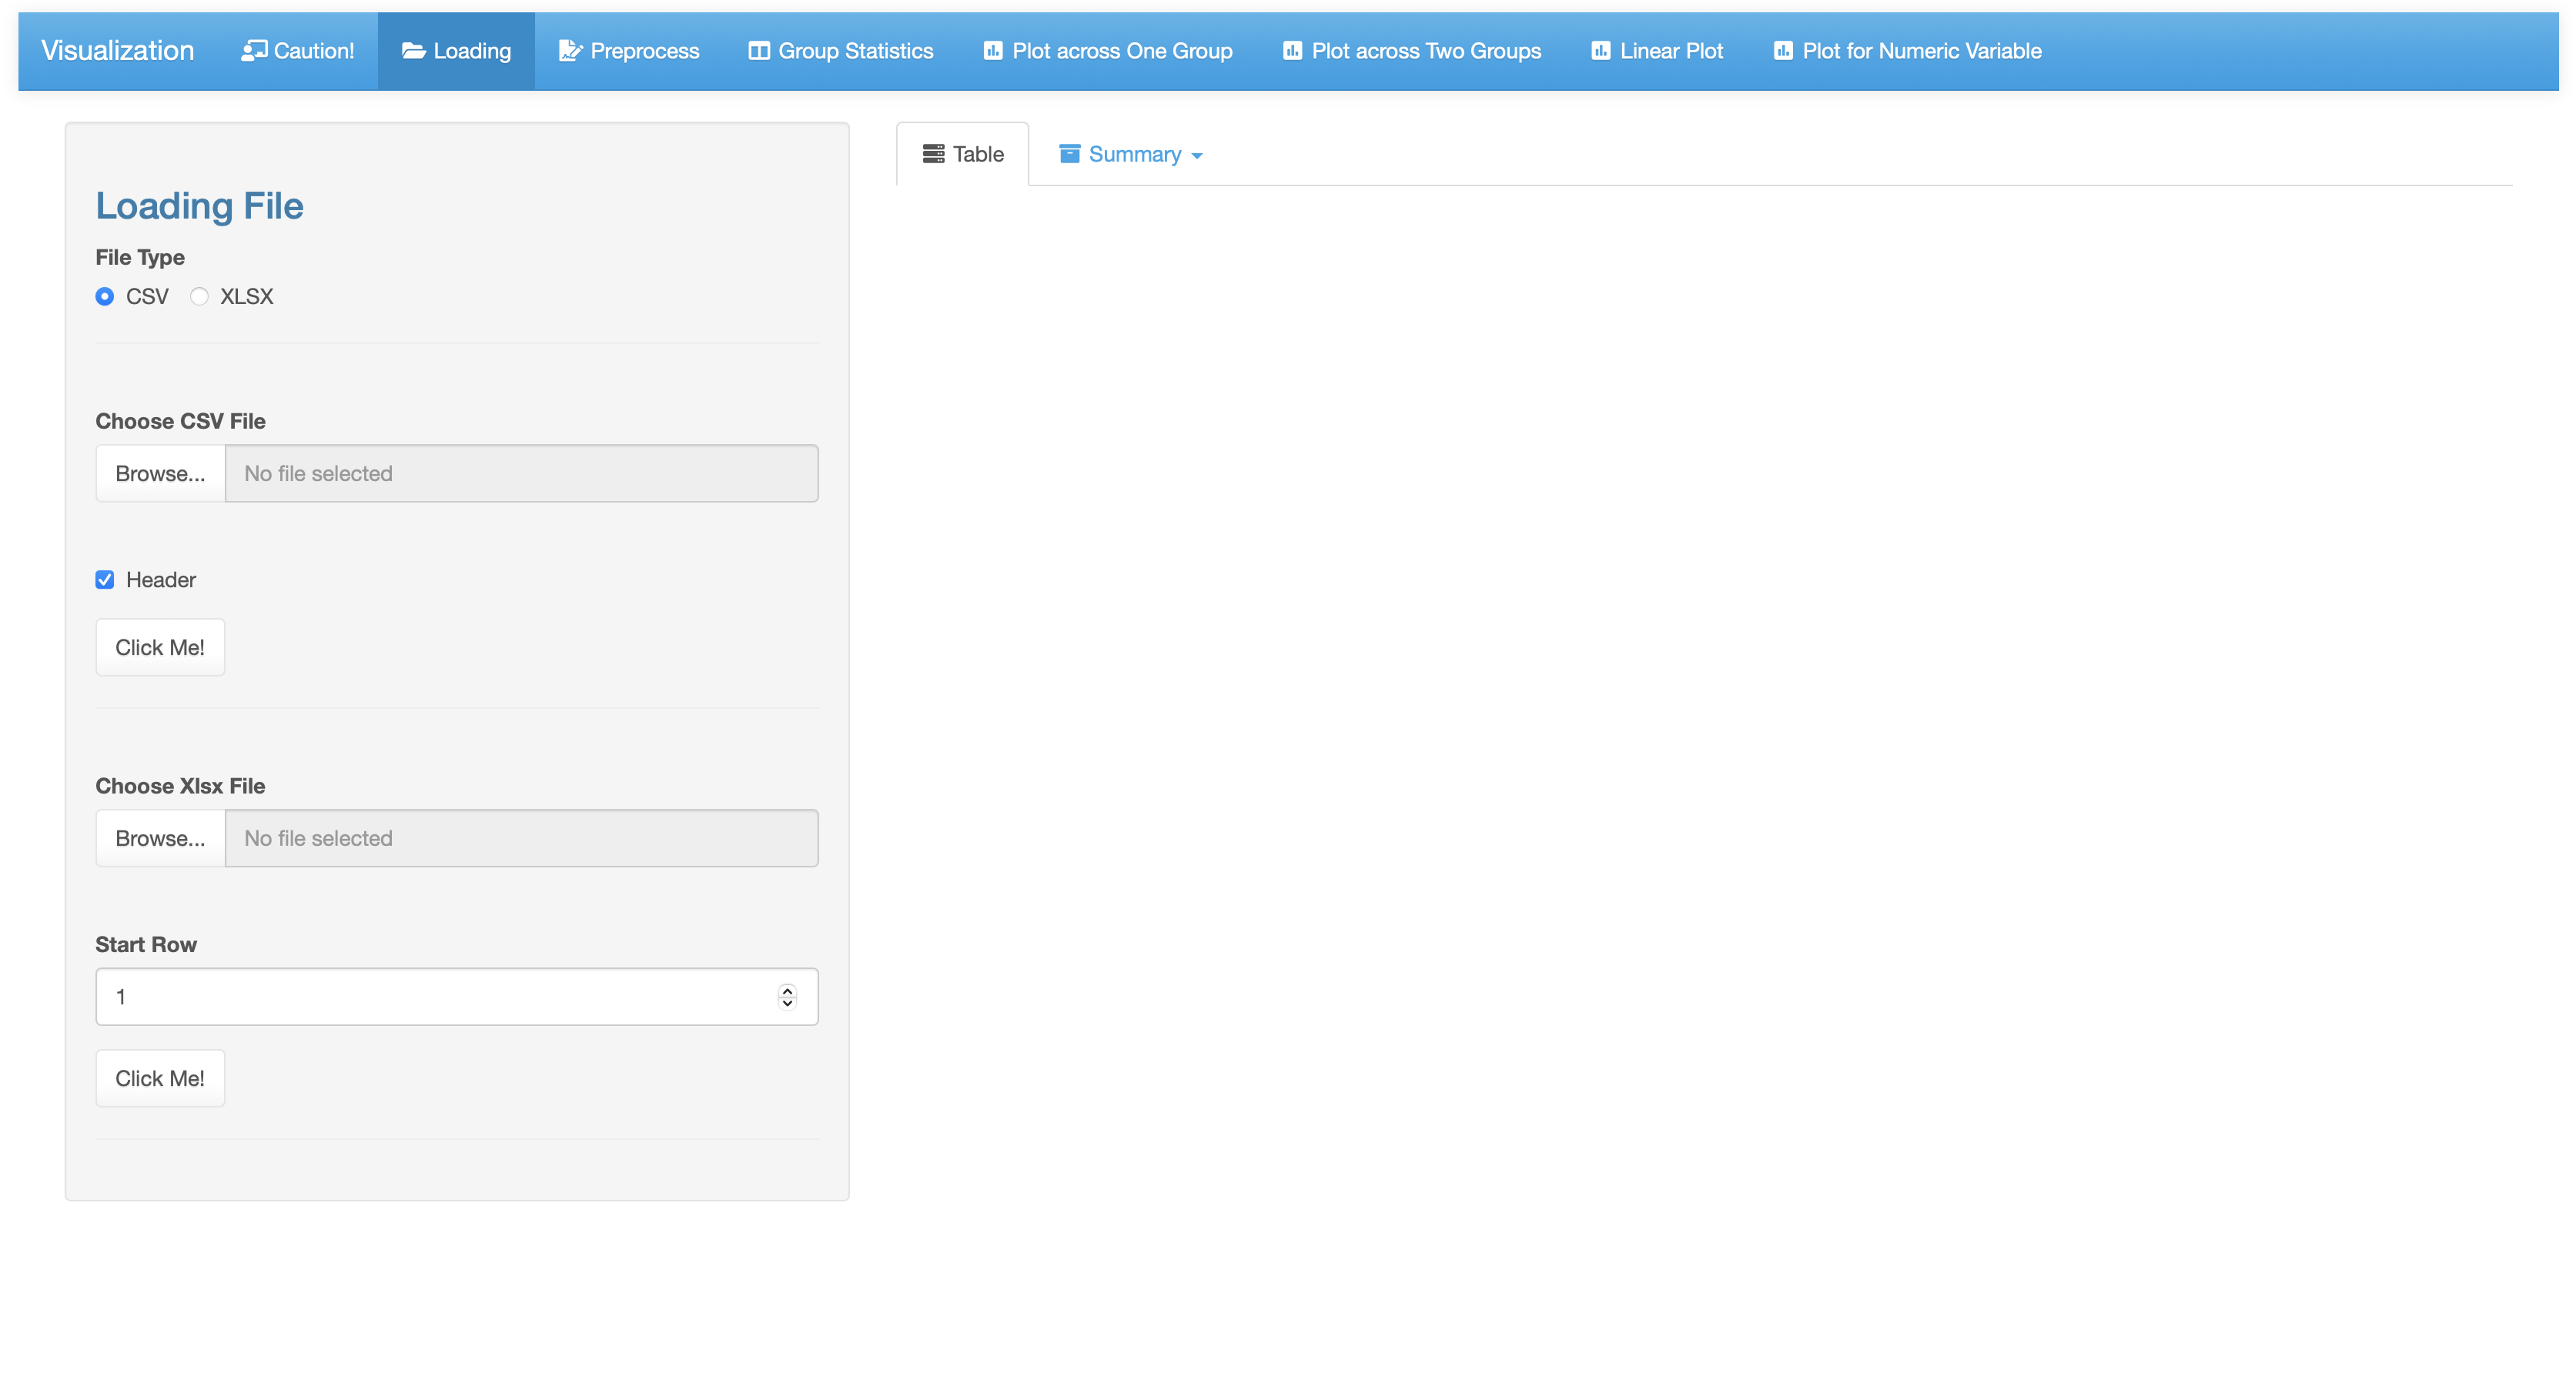 Visualization Caution! Loading Preprocess Group Statistics Plot across One Group Plot across Two Groups Linear Plot Plot for Numeric Variable
Table Summary
Loading File
File Type
CSV XLSX
Choose CSV File
Browse... No file selected
Header
Click Me!
Choose Xlsx File
Browse... No file selected
Start Row
1
Click Me!